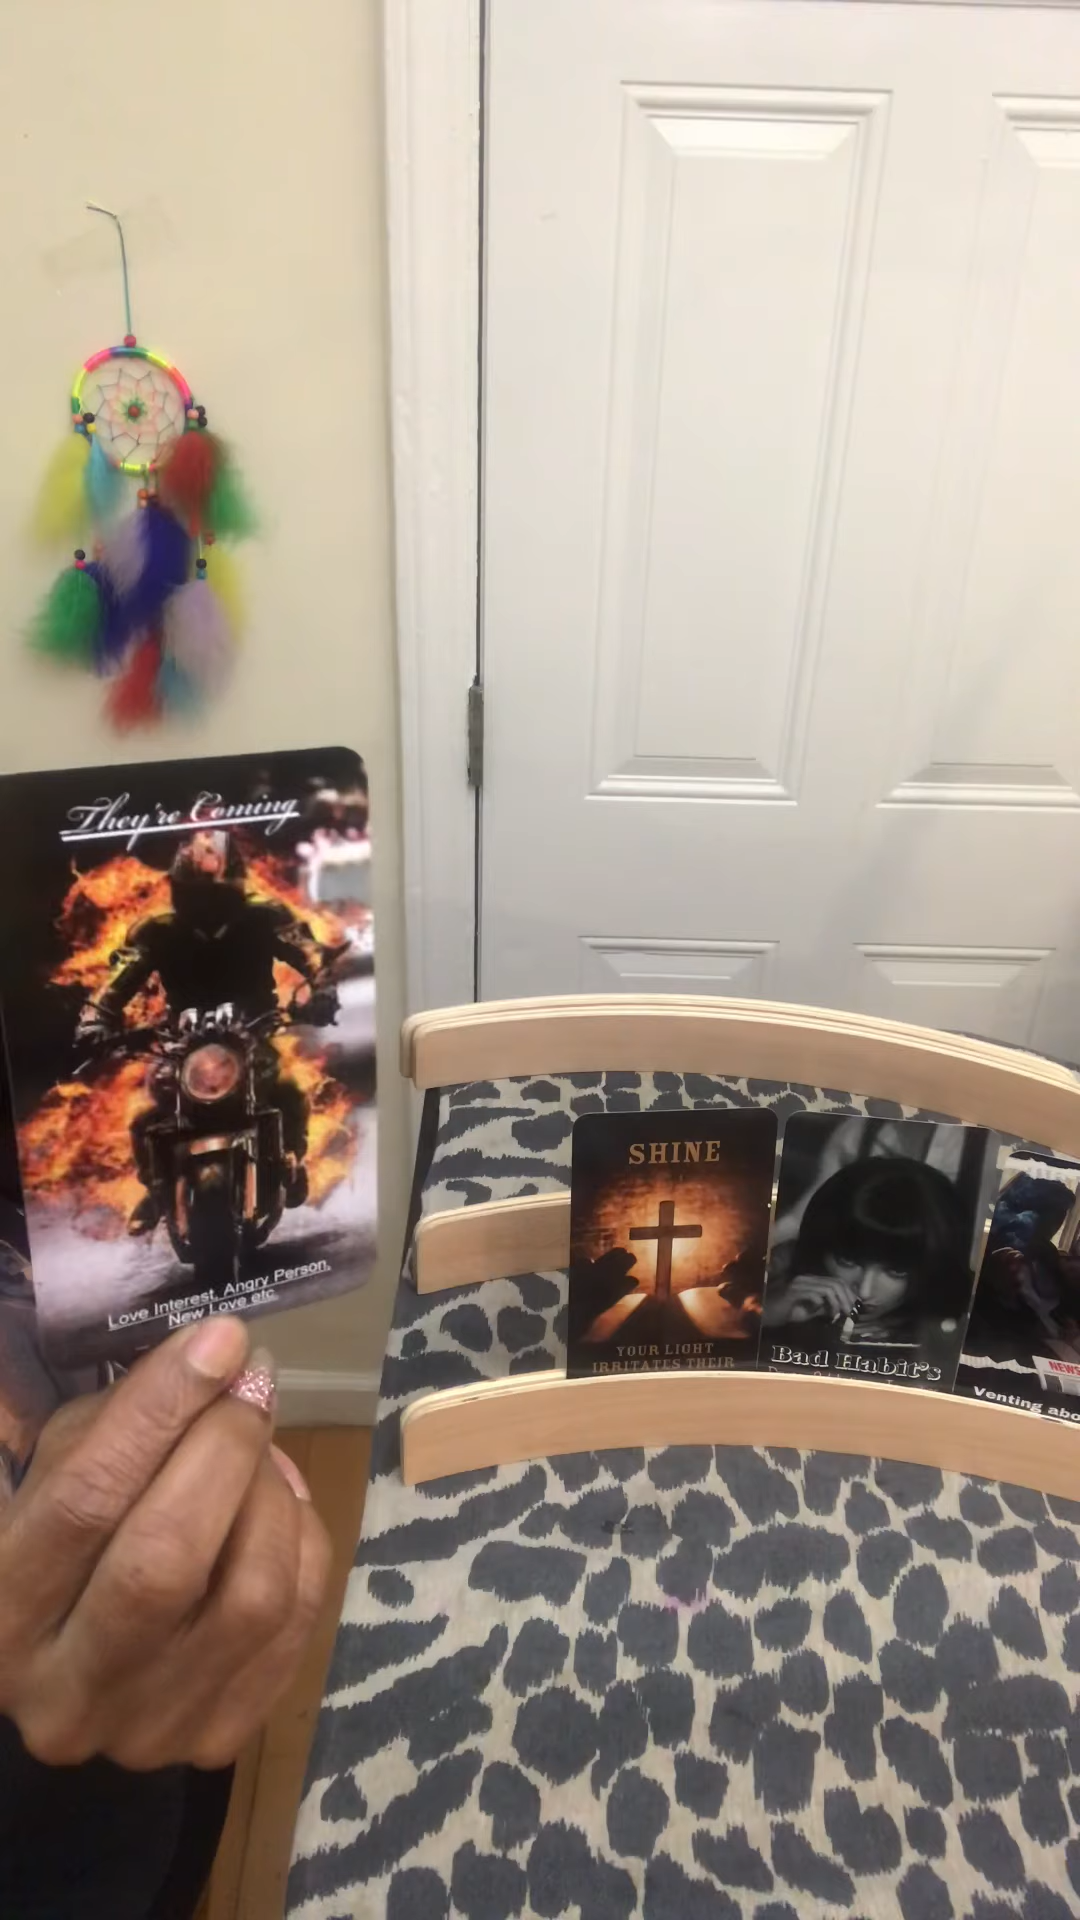 They're Coming
Love Interest, Angry Person,
New Love etc.
SHINE
YOUR LIGHT
IRRITATES THEIR
Bad Habit's
NEWS
Venting abo